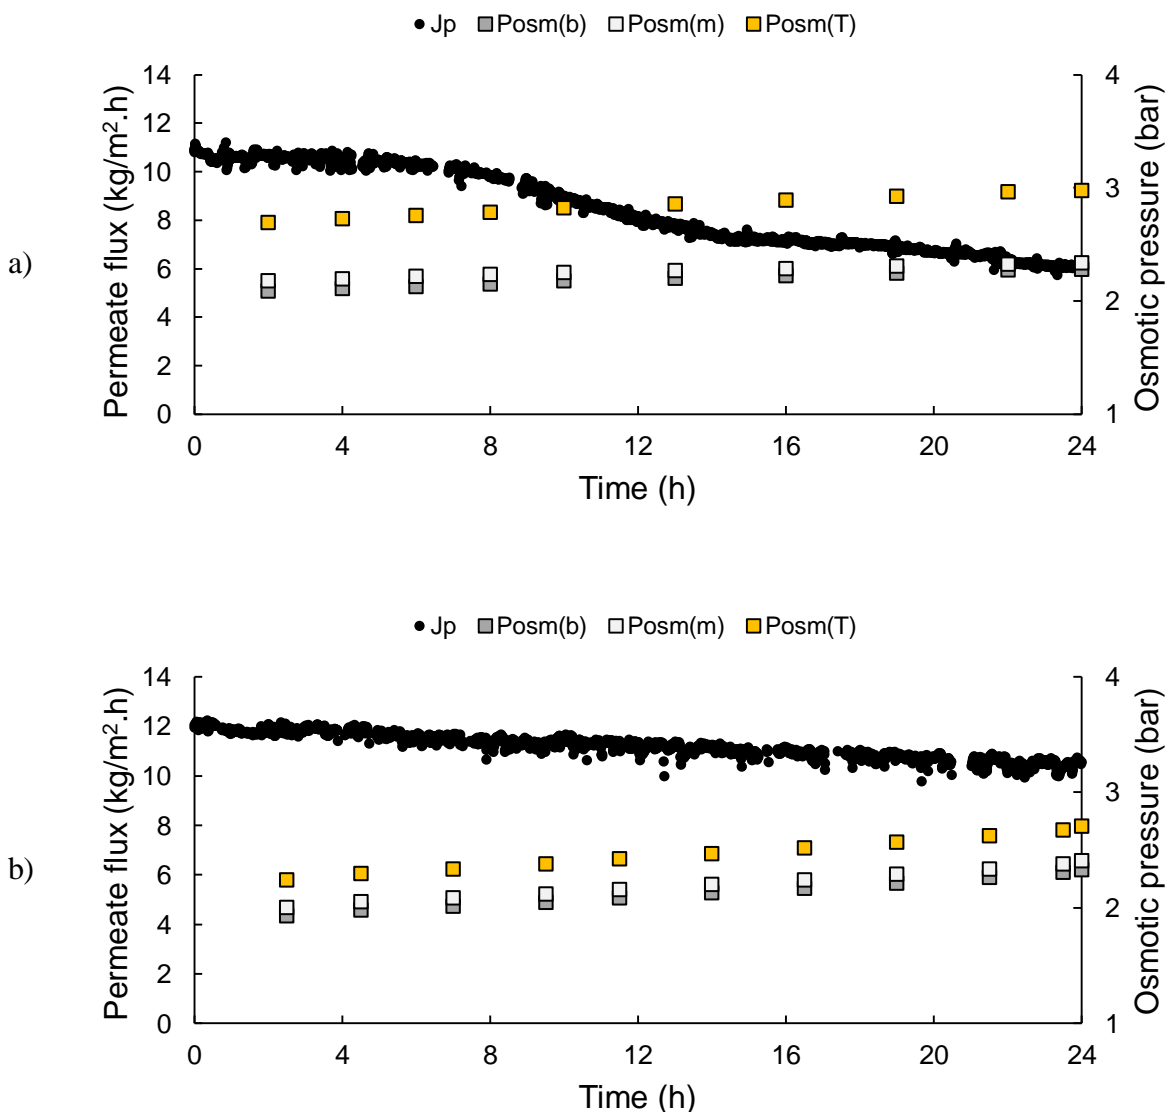 Jp Posm(b) Posm(m) Posm(T)
14
12
10
8
6
4
2
0
Permeate flux (kg/m².h)
4
3
2
1
Osmotic pressure (bar)
0 4 8 12 16 20 24
Time (h)
a)
Jp Posm(b) Posm(m) Posm(T)
14
12
10
8
6
4
2
0
Permeate flux (kg/m².h)
4
3
2
1
Osmotic pressure (bar)
0 4 8 12 16 20 24
Time (h)
b)